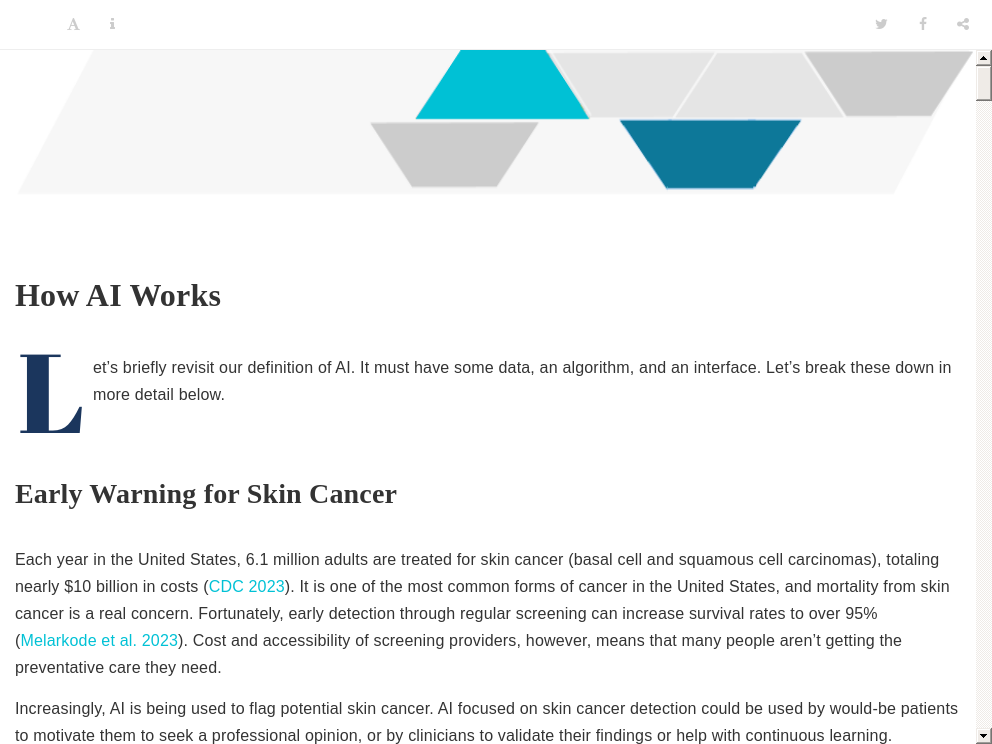 How AI Works
Let’s briefly revisit our definition of AI. It must have some data, an algorithm, and an interface. Let’s break these down in
more detail below.
Early Warning for Skin Cancer
Each year in the United States, 6.1 million adults are treated for skin cancer (basal cell and squamous cell carcinomas), totaling
nearly $10 billion in costs (CDC 2023). It is one of the most common forms of cancer in the United States, and mortality from skin
cancer is a real concern. Fortunately, early detection through regular screening can increase survival rates to over 95%
(Melarkode et al. 2023). Cost and accessibility of screening providers, however, means that many people aren’t getting the
preventative care they need.
Increasingly, AI is being used to flag potential skin cancer. AI focused on skin cancer detection could be used by would-be patients
to motivate them to seek a professional opinion, or by clinicians to validate their findings or help with continuous learning.